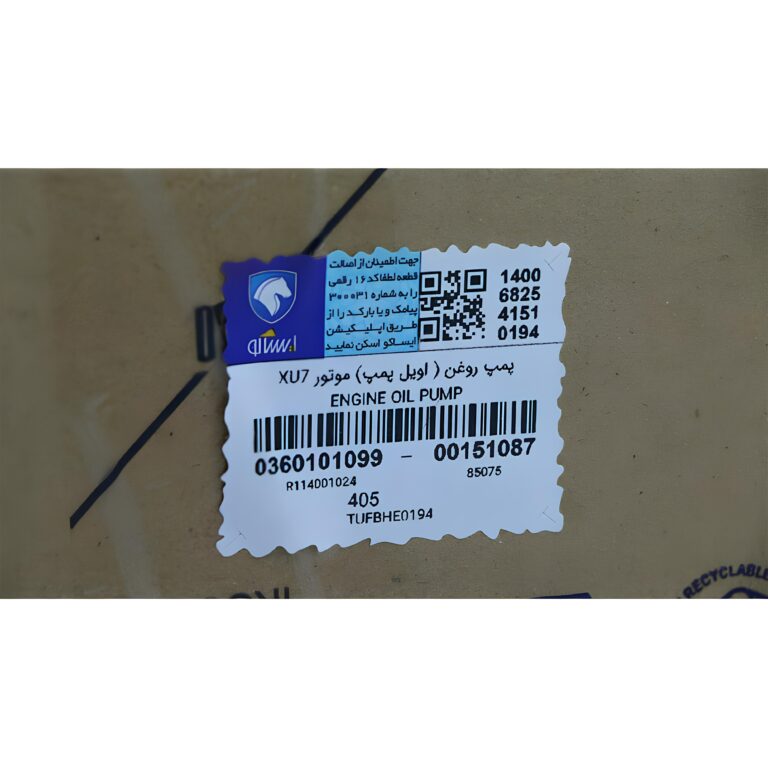 ایساکو
جهت اطمینان از اصالت
قطعه لطفا کد ۱۶ رقمی
را به شماره ۳۰۰۰۳۱
پیامک و یا بارکد را از
طریق اپلیکیشن
ایساکو اسکن نمایید
1400
6825
4151
0194
پمپ روغن ( اویل پمپ) موتور XU7
ENGINE OIL PUMP
0360101099 - 00151087
R114001024 85075
405
TUFBHE0194
RECYCLABLE